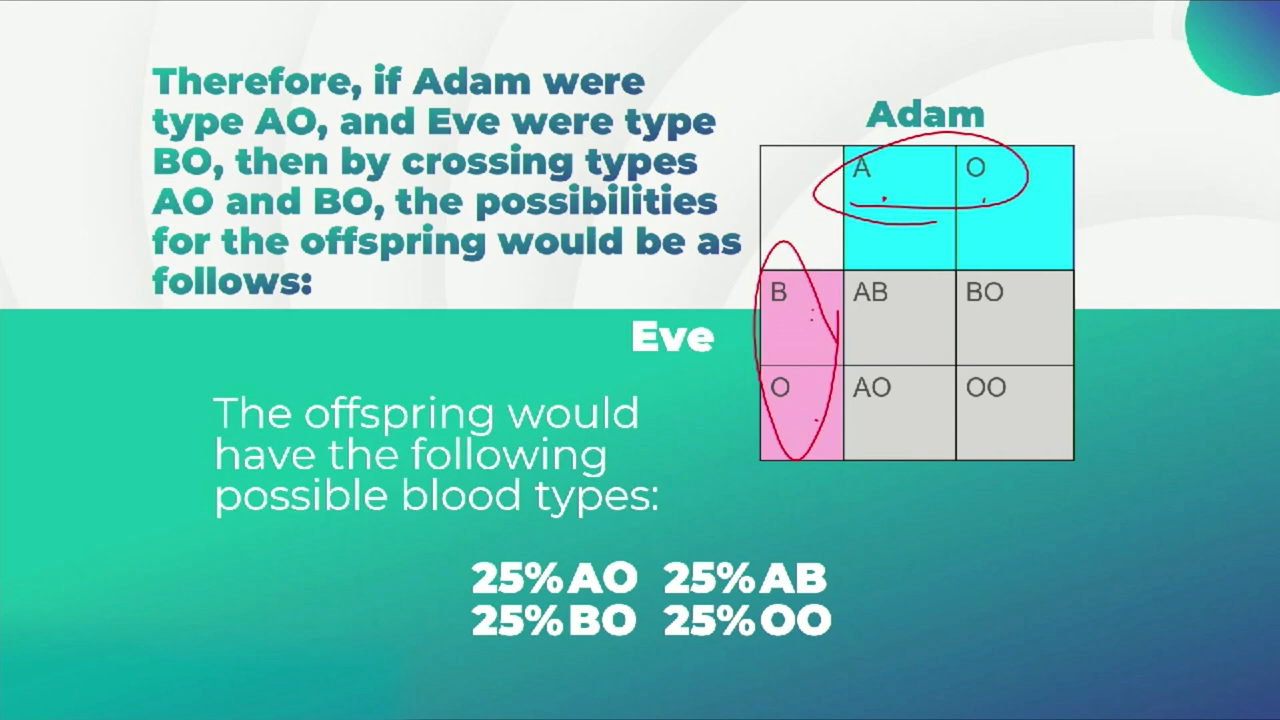 Therefore, if Adam were
type AO, and Eve were type
BO, then by crossing types
AO and BO, the possibilities
for the offspring would be as
follows:
Adam
A O
Eve
B AB BO
O AO OO
The offspring would
have the following
possible blood types:
25% AO 25% AB
25% BO 25% OO